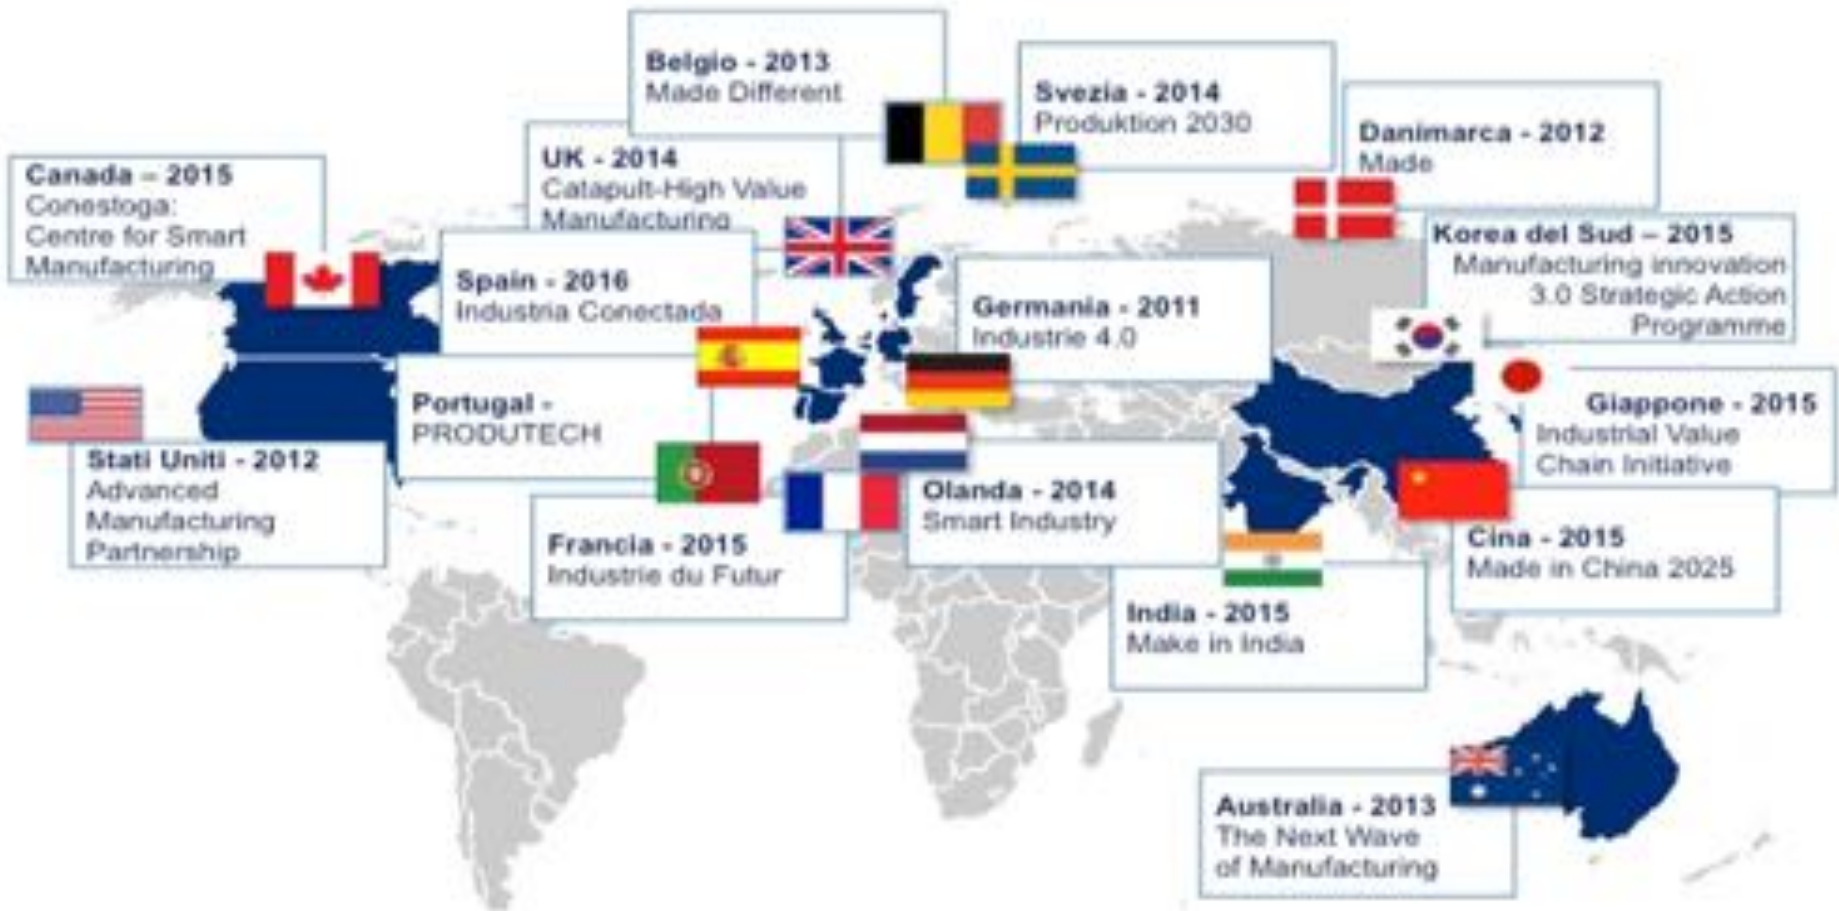 Belgio - 2013
Made Different
Svezia - 2014
Produktion 2030
Danimarca - 2012
Made
UK - 2014
Catapult-High Value
Manufacturing
Canada – 2015
Conestoga:
Centre for Smart
Manufacturing
Korea del Sud – 2015
Manufacturing innovation
3.0 Strategic Action
Programme
Spain - 2016
Industria Conectada
Germania - 2011
Industrie 4.0
Portugal -
PRODUTECH
Giappone - 2015
Industrial Value
Chain Initiative
Stati Uniti - 2012
Advanced
Manufacturing
Partnership
Olanda - 2014
Smart Industry
Francia - 2015
Industrie du Futur
Cina - 2015
Made in China 2025
India - 2015
Make in India
Australia - 2013
The Next Wave
of Manufacturing